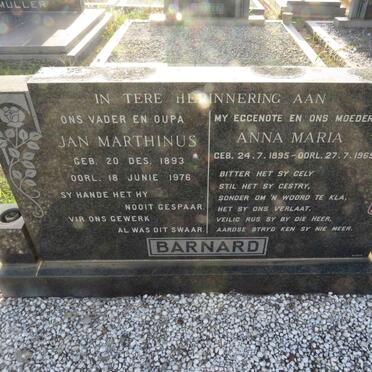 MULLER
IN TERE HERINNERING AAN
ONS VADER EN OUPA
JAN MARTHINUS
GEB. 20 DES. 1893
OORL. 18 JUNIE 1976
SY HANDE HET HY
NOOIT GESPAAR,
VIR ONS GEWERK
AL WAS DIT SWAAR.
MY EGGENOTE EN ONS MOEDER
ANNA MARIA
GEB. 24.7.1895 - OORL. 27.7.1969
BITTER HET SY GELY
STIL HET SY GESTRY,
SONDER OM 'N WOORD TE KLA,
HET SY ONS VERLAAT.
VEILIG RUS SY BY DIE HEER,
AARDSE STRYD KEN SY NIE MEER.
BARNARD